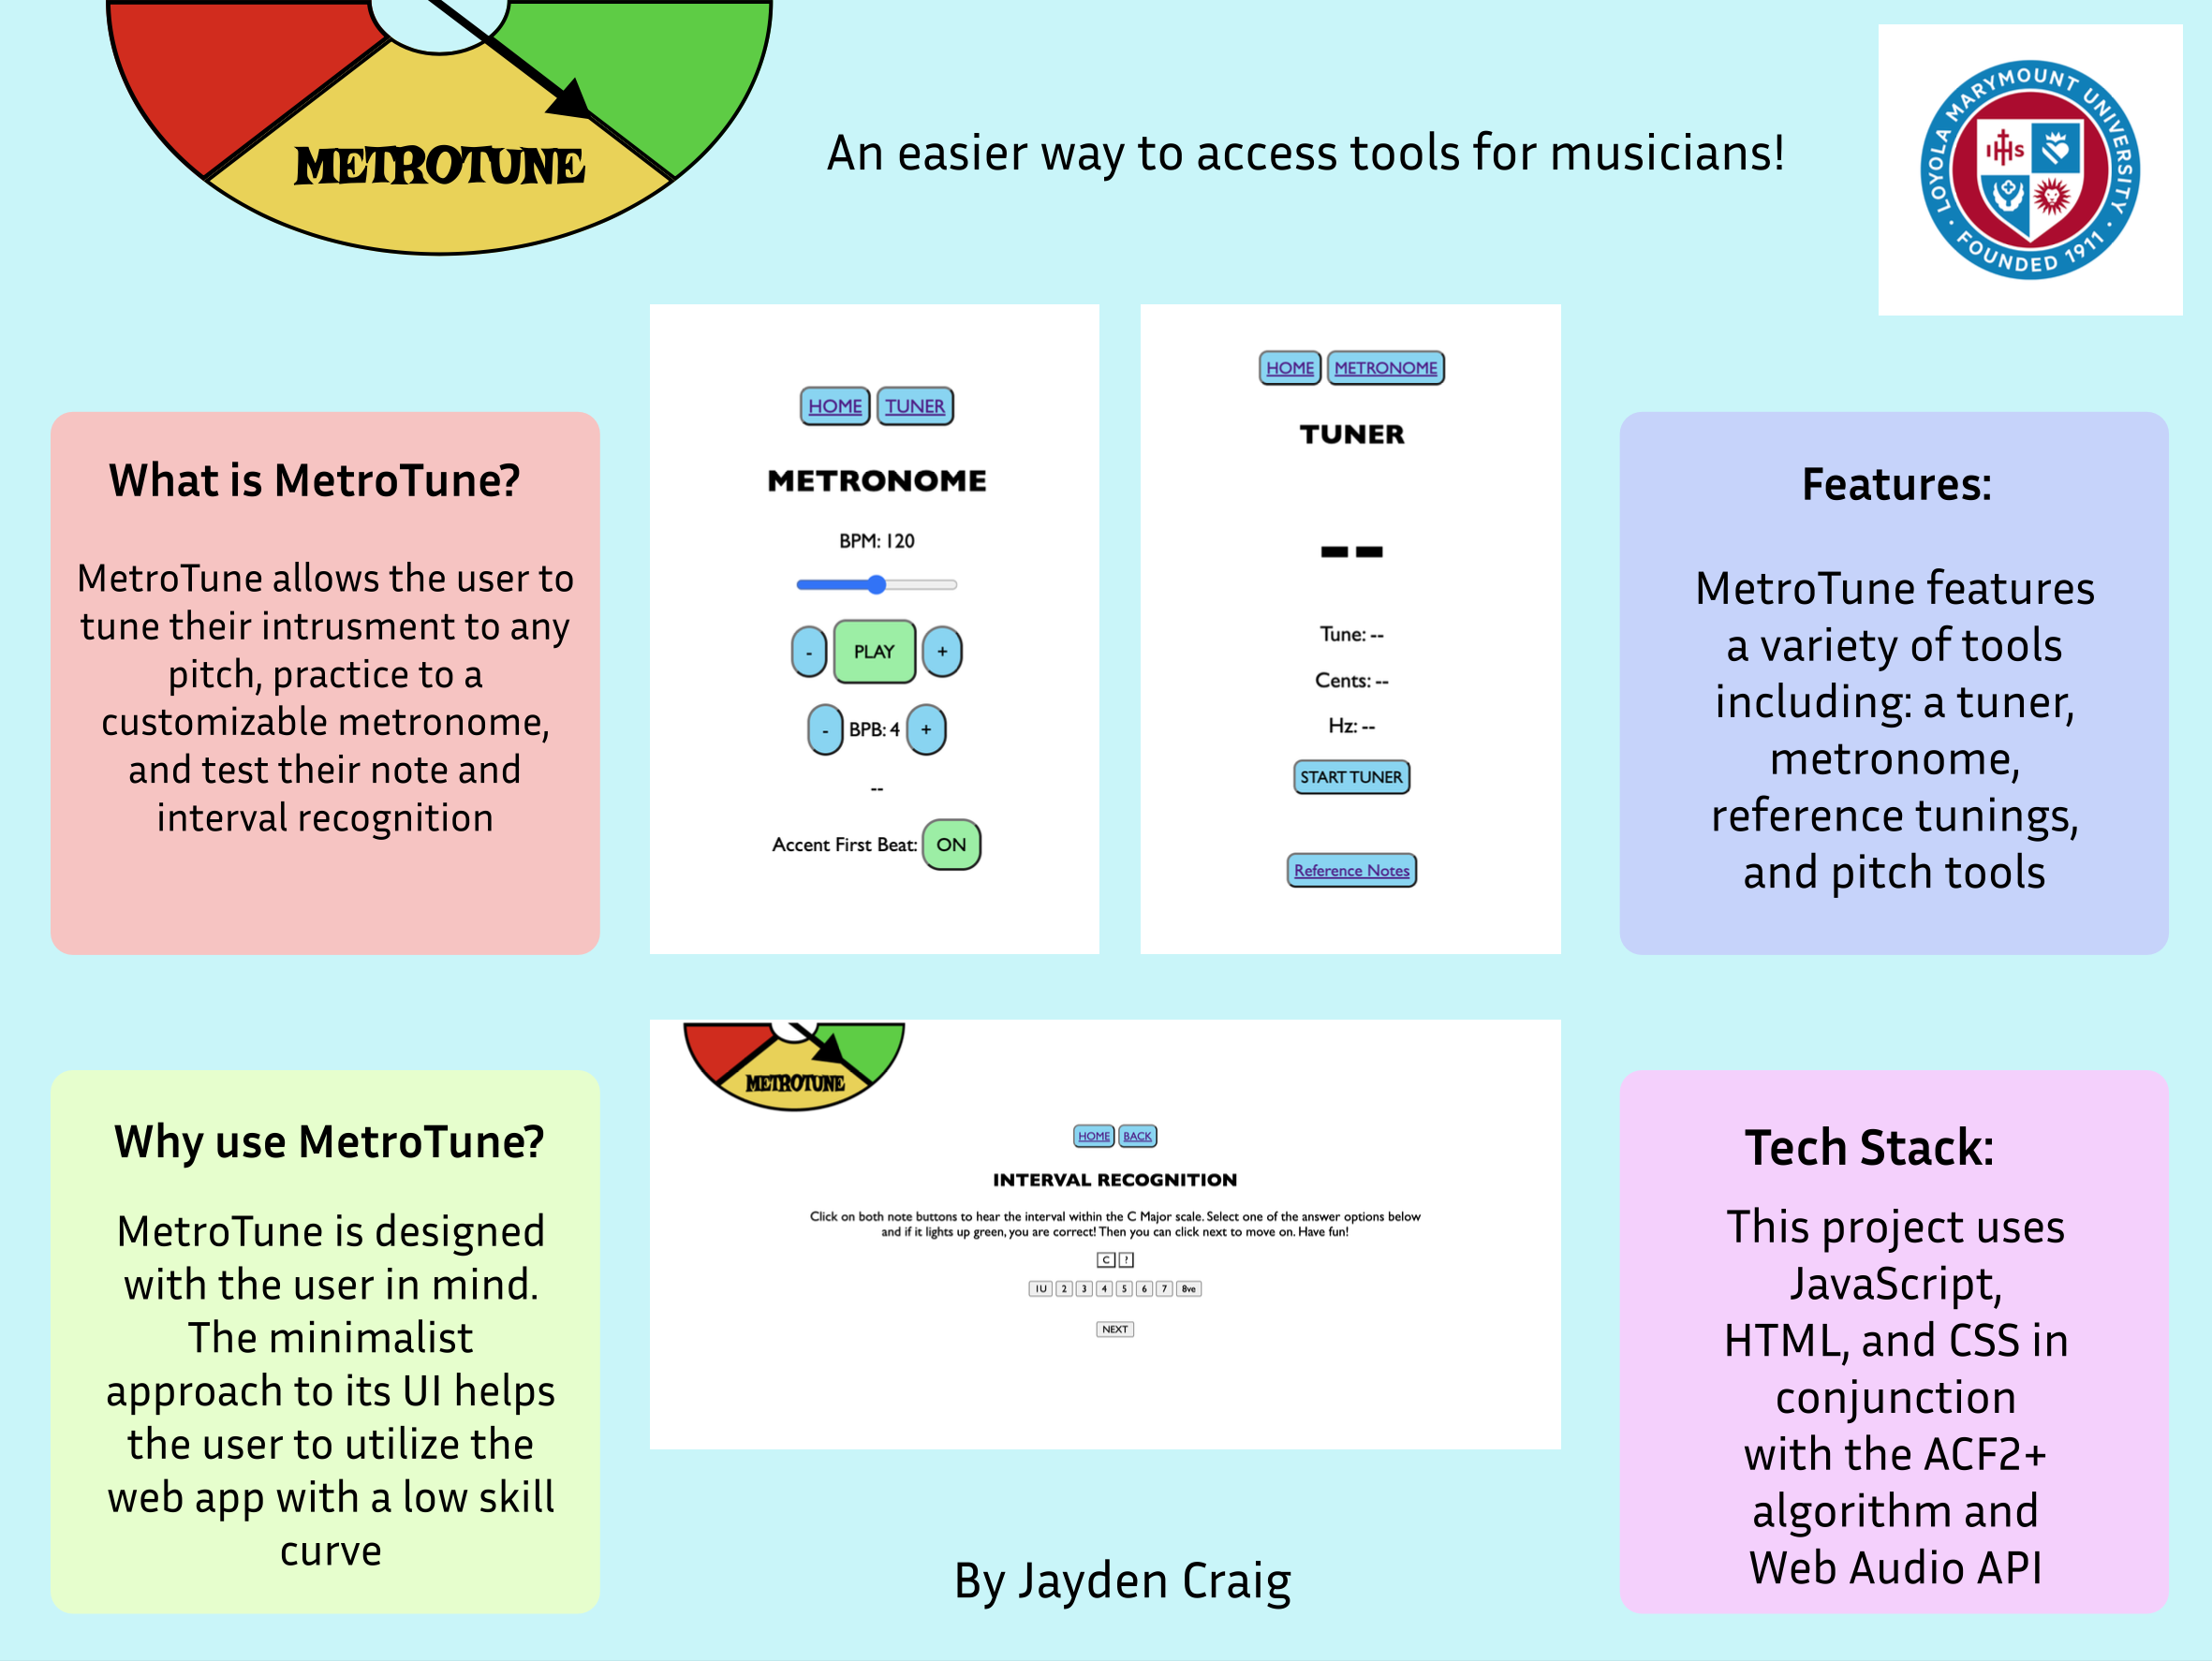 METROTUNE
An easier way to access tools for musicians!
LOYOLA MARYMOUNT UNIVERSITY
IHS
• FOUNDED 1911 •
What is MetroTune?
MetroTune allows the user to
tune their intrusment to any
pitch, practice to a
customizable metronome,
and test their note and
interval recognition
HOME TUNER
METRONOME
BPM: 120
- PLAY +
- BPB: 4 +
--
Accent First Beat: ON
HOME METRONOME
TUNER
--
Tune: --
Cents: --
Hz: --
START TUNER
Reference Notes
Features:
MetroTune features
a variety of tools
including: a tuner,
metronome,
reference tunings,
and pitch tools
Why use MetroTune?
MetroTune is designed
with the user in mind.
The minimalist
approach to its UI helps
the user to utilize the
web app with a low skill
curve
METROTUNE
HOME BACK
INTERVAL RECOGNITION
Click on both note buttons to hear the interval within the C Major scale. Select one of the answer options below
and if it lights up green, you are correct! Then you can click next to move on. Have fun!
C ?
1U 2 3 4 5 6 7 8ve
NEXT
Tech Stack:
This project uses
JavaScript,
HTML, and CSS in
conjunction
with the ACF2+
algorithm and
Web Audio API
By Jayden Craig